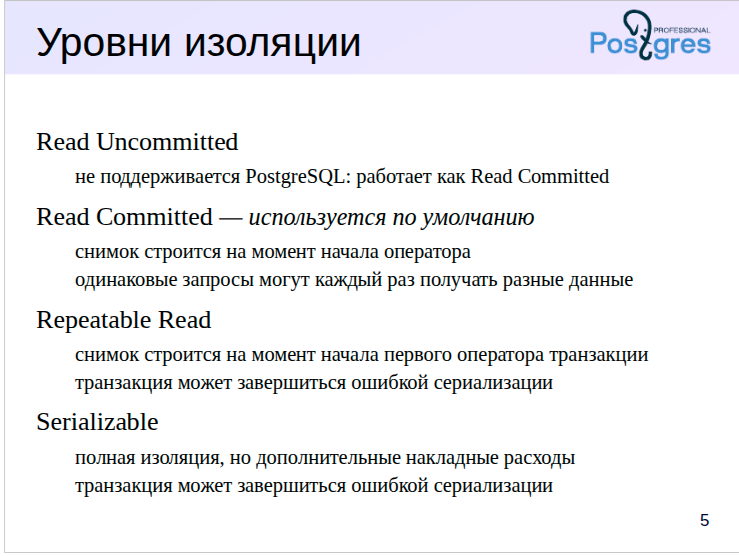 Уровни изоляции
PROFESSIONAL
Postgres
Read Uncommitted
не поддерживается PostgreSQL: работает как Read Committed
Read Committed — используется по умолчанию
снимок строится на момент начала оператора
одинаковые запросы могут каждый раз получать разные данные
Repeatable Read
снимок строится на момент начала первого оператора транзакции
транзакция может завершиться ошибкой сериализации
Serializable
полная изоляция, но дополнительные накладные расходы
транзакция может завершиться ошибкой сериализации
5